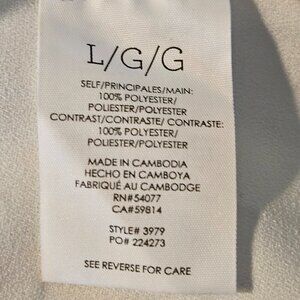 L/G/G
SELF/PRINCIPALES/MAIN:
100% POLYESTER/
POLIESTER/POLYESTER
CONTRAST/CONTRASTE/ CONTRASTE:
100% POLYESTER/
POLIESTER/POLYESTER
MADE IN CAMBODIA
HECHO EN CAMBOYA
FABRIQUÉ AU CAMBODGE
RN#54077
CA#59814
STYLE# 3979
PO# 224273
SEE REVERSE FOR CARE